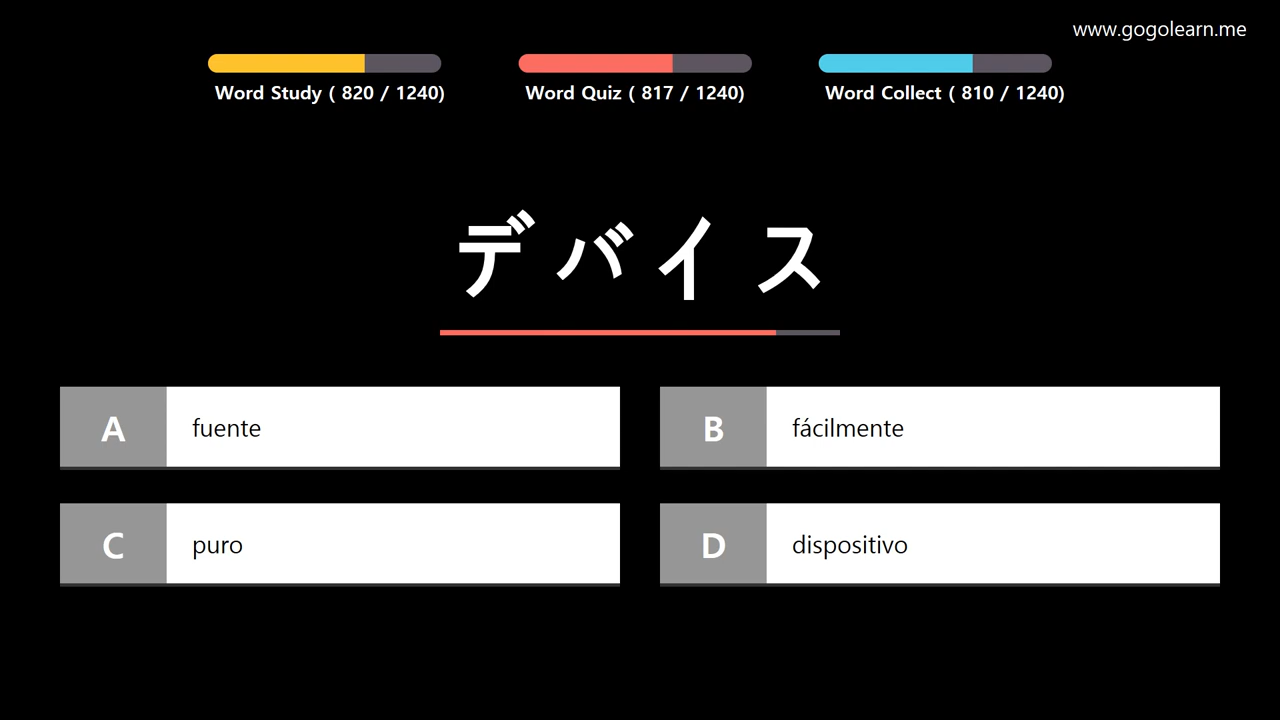 www.gogolearn.me
Word Study ( 820 / 1240)
Word Quiz ( 817 / 1240)
Word Collect ( 810 / 1240)
デバイス
A fuente
B fácilmente
C puro
D dispositivo